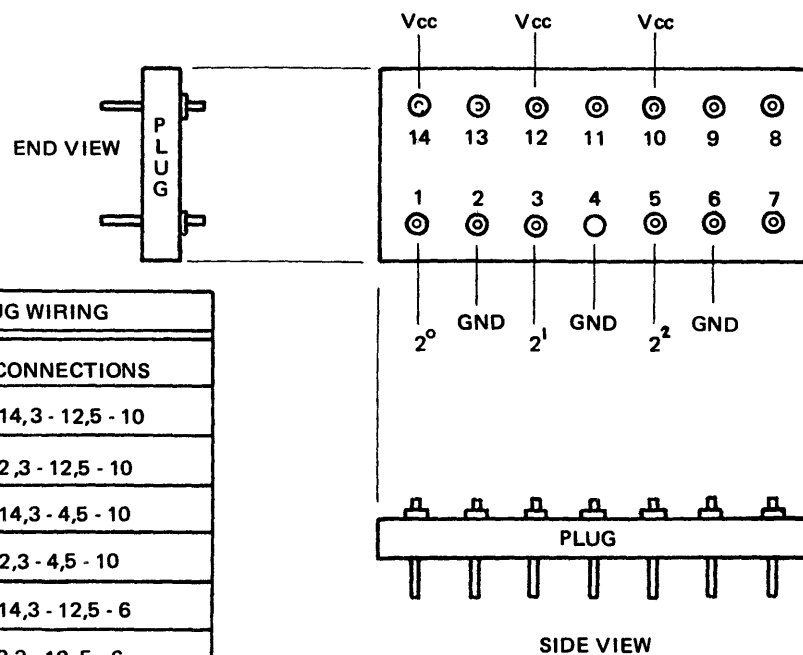 Vcc Vcc Vcc
14 13 12 11 10 9 8
1 2 3 4 5 6 7
2⁰ GND 2¹ GND 2² GND
END VIEW
PLUG
UG WIRING
CONNECTIONS
14,3 - 12,5 - 10
2,3 - 12,5 - 10
14,3 - 4,5 - 10
2,3 - 4,5 - 10
14,3 - 12,5 - 6
PLUG
SIDE VIEW